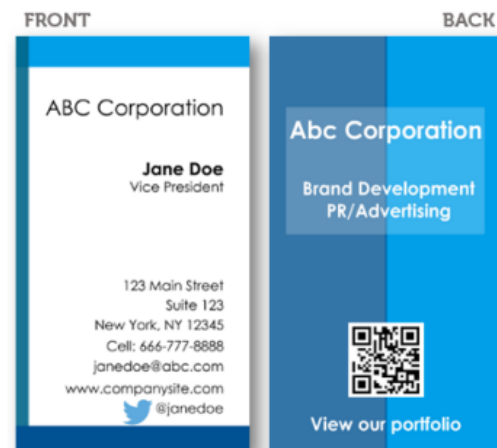 FRONT
ABC Corporation
Jane Doe
Vice President
123 Main Street
Suite 123
New York, NY 12345
Cell: 666-777-8888
janedoe@abc.com
www.companysite.com
@janedoe
BACK
Abc Corporation
Brand Development
PR/Advertising
View our portfolio